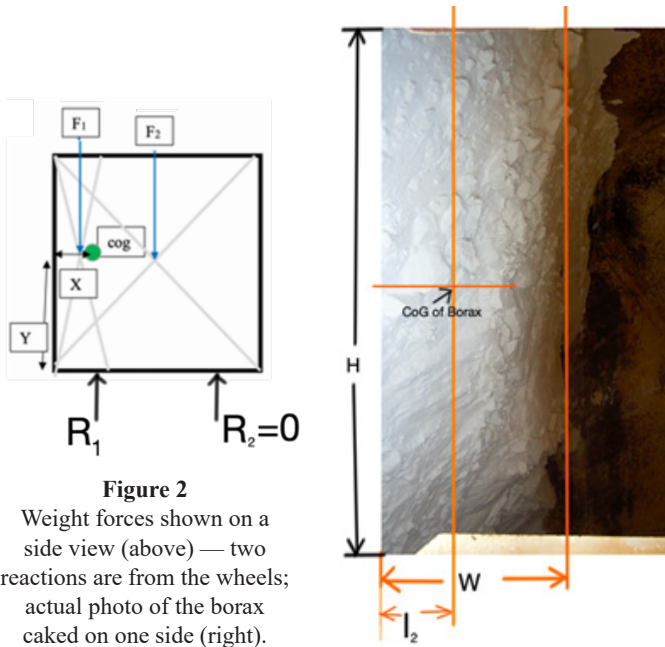 F₁
F₂
cog
X
Y
R₁
R₂=0
Figure 2
Weight forces shown on a
side view (above) — two
reactions are from the wheels;
actual photo of the borax
caked on one side (right).
H
CoG of Borax
W
l₂